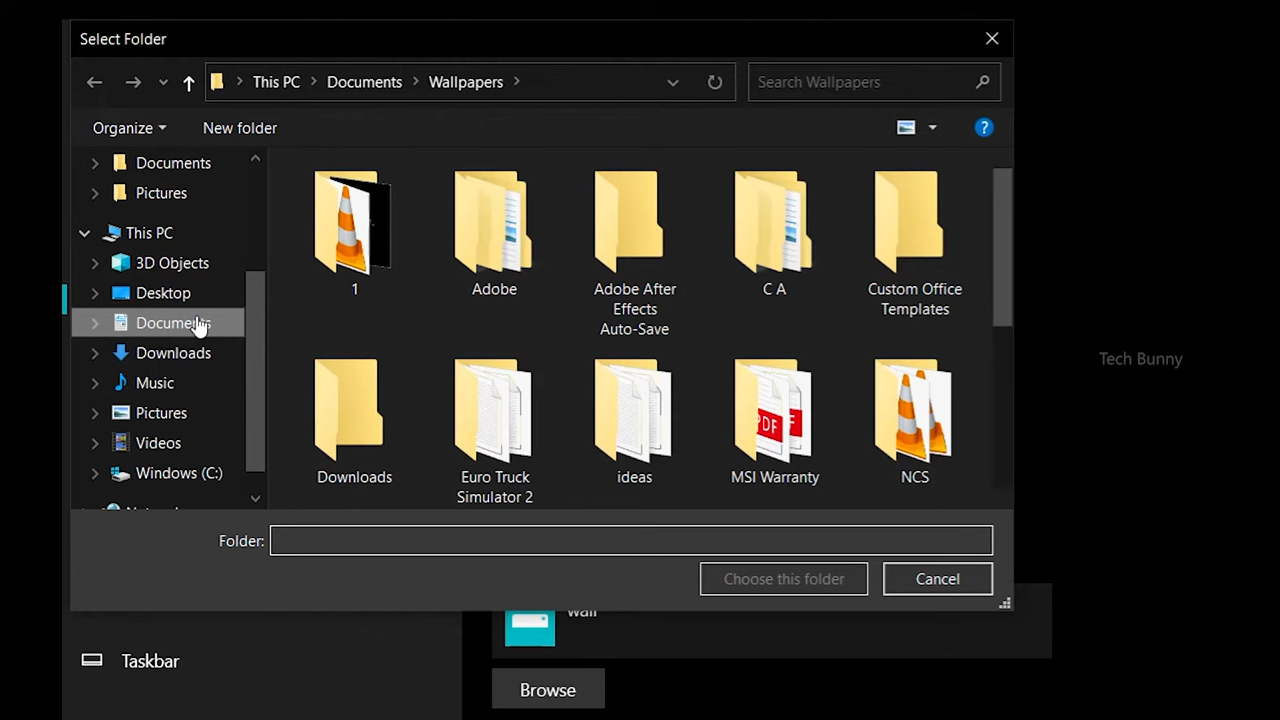 Select Folder
This PC
Documents
Wallpapers
Search Wallpapers
Organize
New folder
Documents
Pictures
This PC
3D Objects
Desktop
Documents
Downloads
Music
Pictures
Videos
Windows (C:)
1
Adobe
Adobe After
Effects
Auto-Save
C A
Custom Office
Templates
Downloads
Euro Truck
Simulator 2
ideas
PDF
MSI Warranty
NCS
Folder:
Choose this folder
Cancel
Tech Bunny
wall
Taskbar
Browse